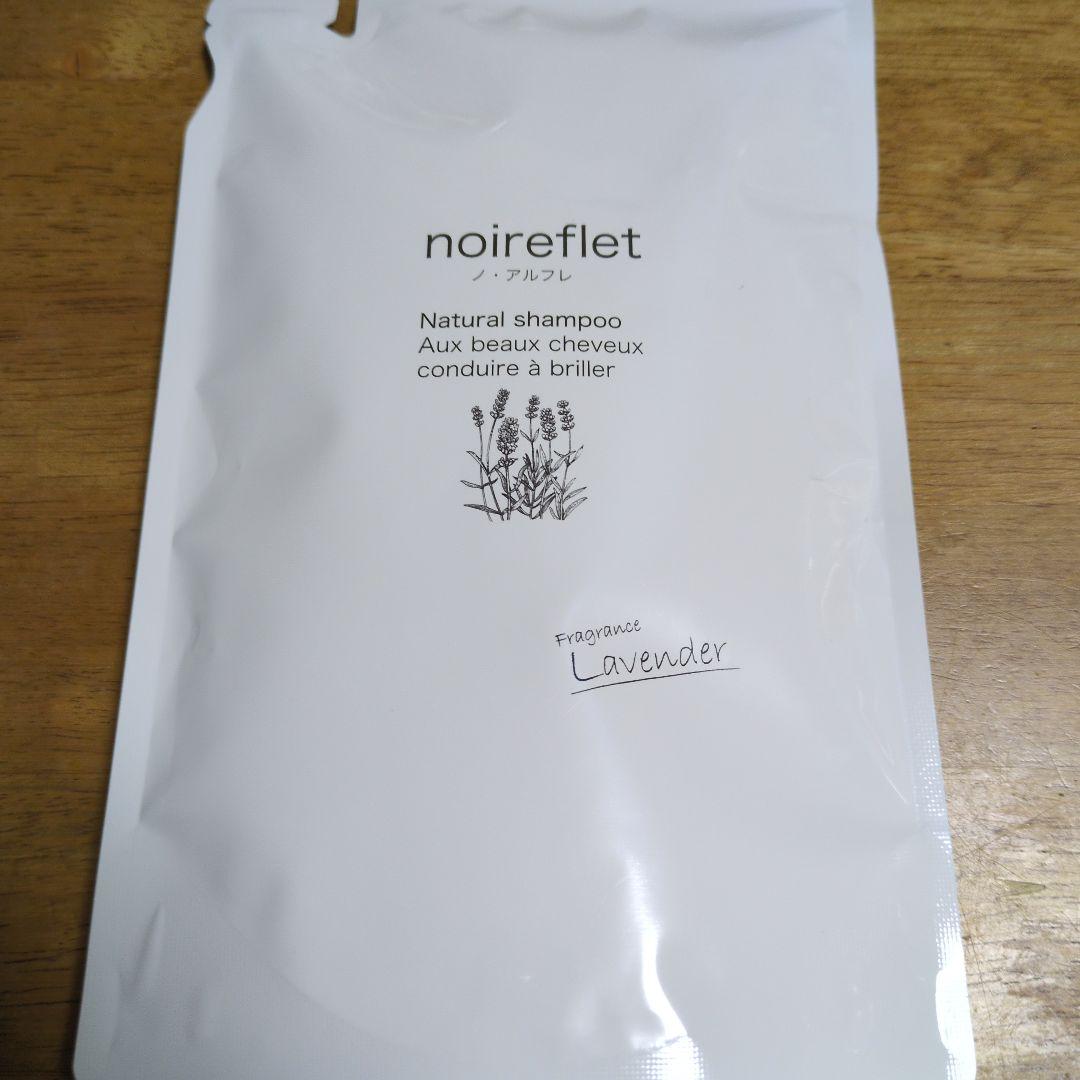 noireflet
ノ・アルフレ
Natural shampoo
Aux beaux cheveux
conduire à briller
Fragrance
Lavender